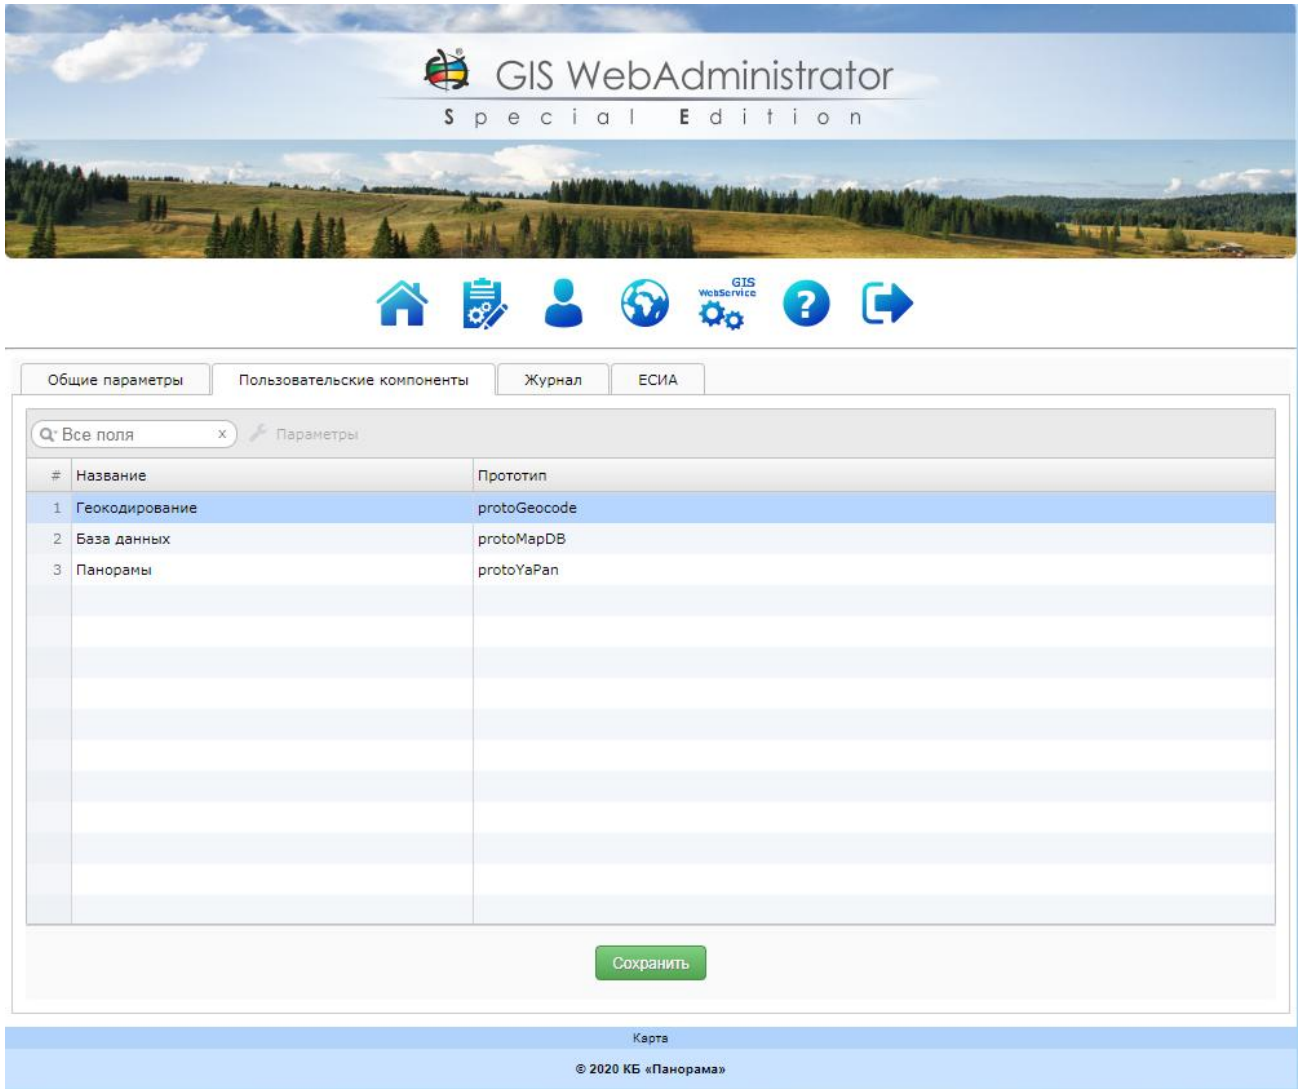 GIS WebAdministrator
Special Edition
GIS
WebService
?
Общие параметры Пользовательские компоненты Журнал ЕСИА
Все поля x Параметры
# Название Прототип
1 Геокодирование protoGeocode
2 База данных protoMapDB
3 Панорамы protoYaPan
Сохранить
Карта
© 2020 КБ «Панорама»